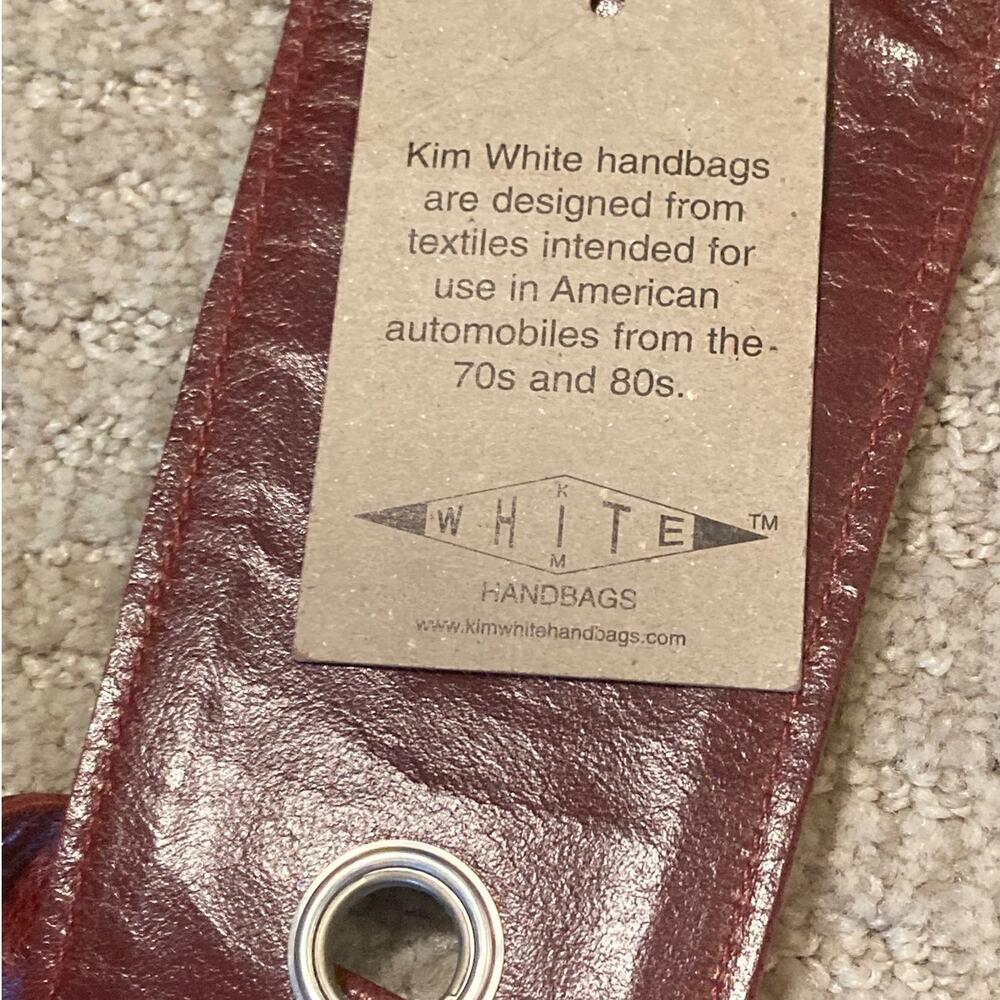 Kim White handbags
are designed from
textiles intended for
use in American
automobiles from the
70s and 80s.
K
W H I T E ™
M
HANDBAGS
www.kimwhitehandbags.com